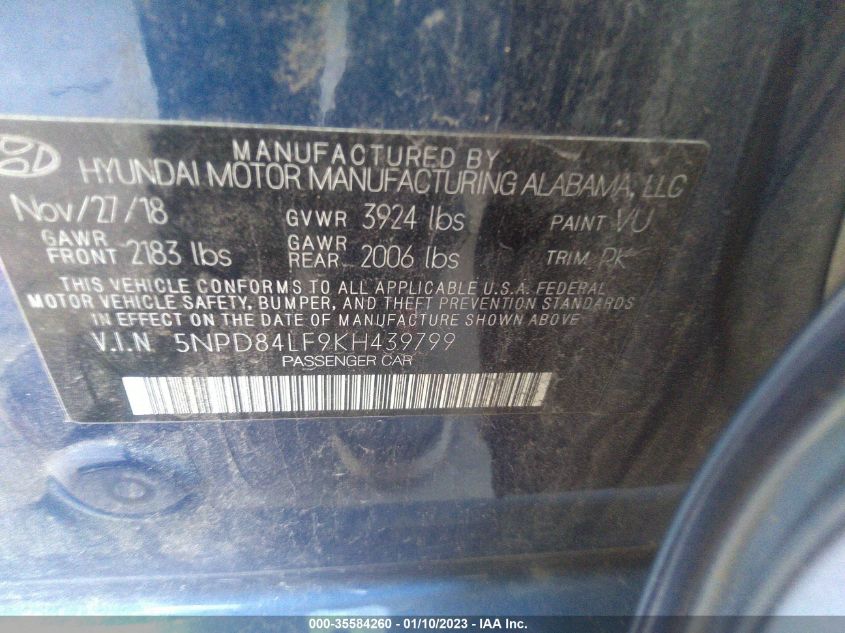 MANUFACTURED BY
HYUNDAI MOTOR MANUFACTURING ALABAMA, LLC
Nov/27/18 GVWR 3924 lbs PAINT VU
GAWR FRONT 2183 lbs GAWR REAR 2006 lbs TRIM PK
THIS VEHICLE CONFORMS TO ALL APPLICABLE U.S.A. FEDERAL
MOTOR VEHICLE SAFETY, BUMPER, AND THEFT PREVENTION STANDARDS
IN EFFECT ON THE DATE OF MANUFACTURE SHOWN ABOVE
V.I.N 5NPD84LF9KH439799
PASSENGER CAR
000-35584260 - 01/10/2023 - IAA Inc.